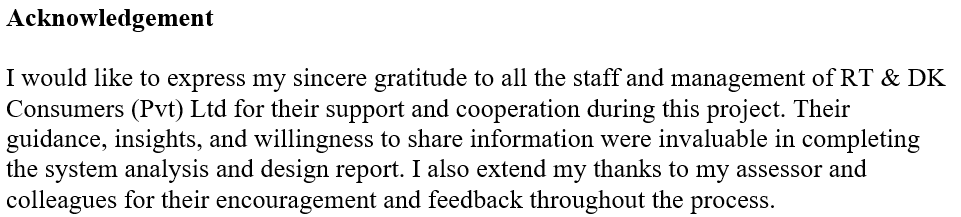 Acknowledgement
I would like to express my sincere gratitude to all the staff and management of RT & DK
Consumers (Pvt) Ltd for their support and cooperation during this project. Their
guidance, insights, and willingness to share information were invaluable in completing
the system analysis and design report. I also extend my thanks to my assessor and
colleagues for their encouragement and feedback throughout the process.